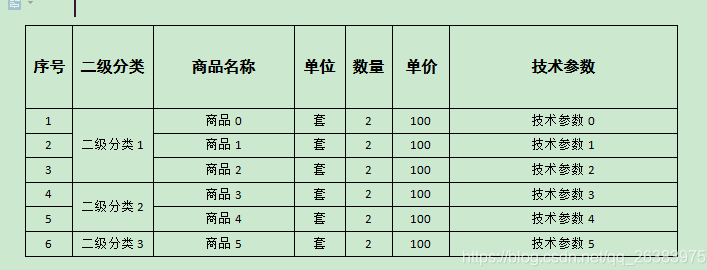 序号 二级分类 商品名称 单位 数量 单价 技术参数
1 二级分类 1 商品 0 套 2 100 技术参数 0
2 商品 1 套 2 100 技术参数 1
3 商品 2 套 2 100 技术参数 2
4 二级分类 2 商品 3 套 2 100 技术参数 3
5 商品 4 套 2 100 技术参数 4
6 二级分类 3 商品 5 套 2 100 技术参数 5
https://blog.csdn.net/qq_26383975